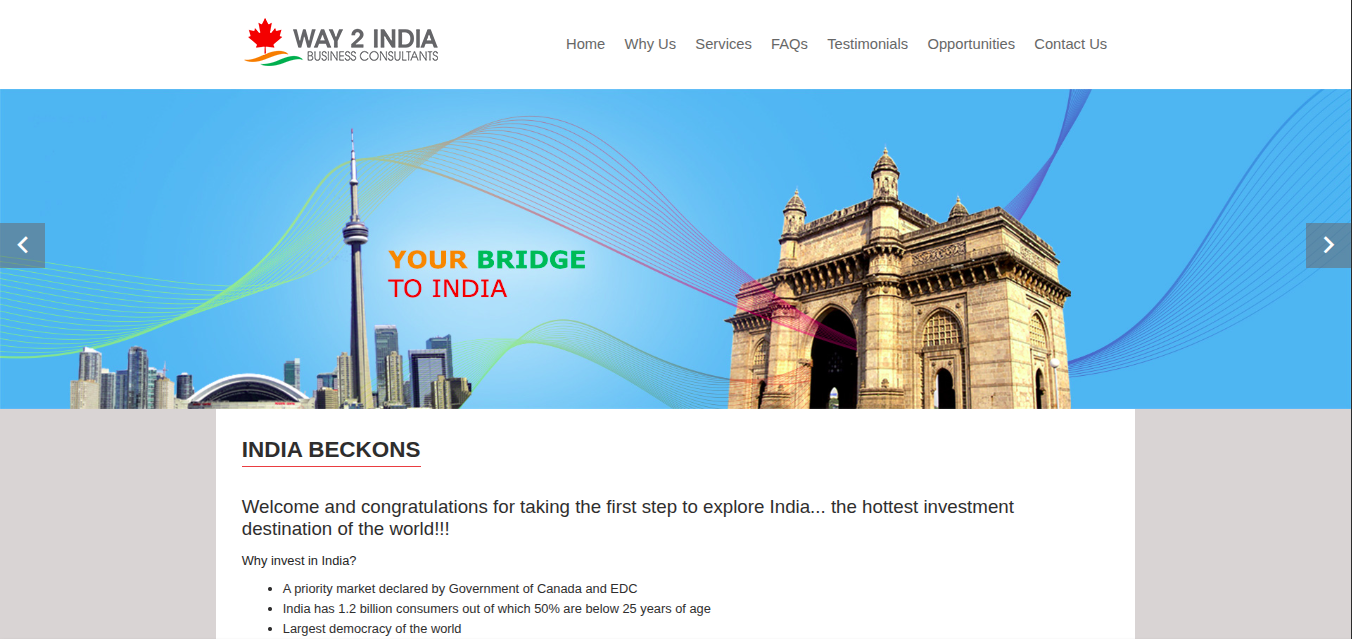 WAY 2 INDIA
BUSINESS CONSULTANTS
Home Why Us Services FAQs Testimonials Opportunities Contact Us
YOUR BRIDGE
TO INDIA
INDIA BECKONS
Welcome and congratulations for taking the first step to explore India... the hottest investment
destination of the world!!!
Why invest in India?
A priority market declared by Government of Canada and EDC
India has 1.2 billion consumers out of which 50% are below 25 years of age
Largest democracy of the world